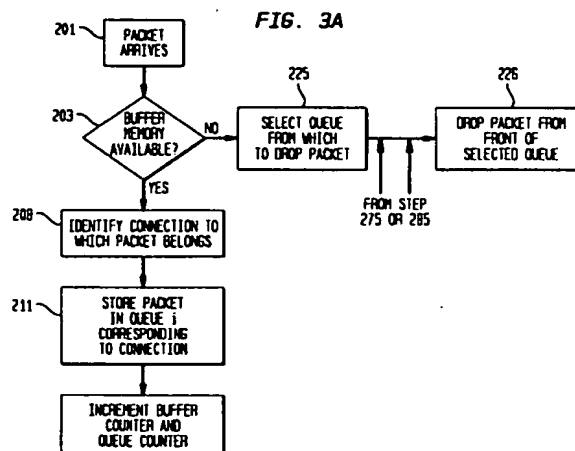 FIG. 3A
201
PACKET
ARRIVES
203
BUFFER
MEMORY
AVAILABLE?
NO
YES
225
SELECT QUEUE
FROM WHICH
TO DROP PACKET
FROM STEP
275 OR 285
226
DROP PACKET FROM
FRONT OF
SELECTED QUEUE
208
IDENTIFY CONNECTION TO
WHICH PACKET BELONGS
211
STORE PACKET
IN QUEUE i
CORRESPONDING
TO CONNECTION
INCREMENT BUFFER
COUNTER AND
QUEUE COUNTER